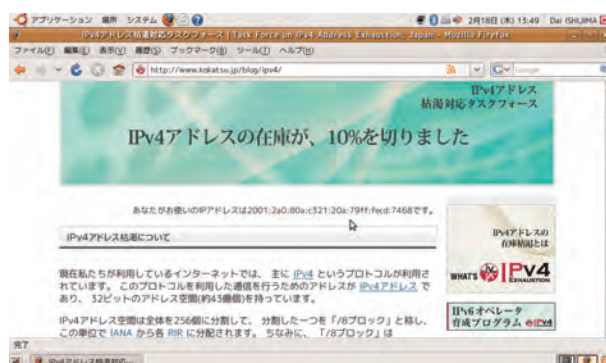 アプリケーション 場所 システム
2月18日 (木) 15:49 Dai ISHIJIMA
IPv4アドレス枯渇対応タスクフォース | Task Force on IPv4 Address Exhaustion, Japan - Mozilla Firefox
ファイル(F) 編集(E) 表示(V) 履歴(S) ブックマーク(B) ツール(T) ヘルプ(H)
http://www.kokatsu.jp/blog/ipv4/
Google
IPv4アドレス
枯渇対応タスクフォース
IPv4アドレスの在庫が、10%を切りました
あなたがお使いのIPアドレスは2001:2a0:80a:c321:20a:79ff:fecd:7468です。
IPv4アドレス枯渇について
現在私たちが利用しているインターネットでは、 主に IPv4 というプロトコルが利用さ
れています。 このプロトコルを利用した通信を行うためのアドレスが IPv4アドレス で
あり、 32ビットのアドレス空間(約43億個)を持っています。
IPv4アドレス空間は全体を256個に分割して、 分割した一つを「/8ブロック」と称し、
この単位で IANA から各 RIR に分配されます。 ちなみに、 「/8ブロック」は
IPv4アドレスの
在庫枯渇とは
WHAT'S IPv4
EXHAUSTION
IPv6オペレータ
育成プログラム
完了
IPv4アドレス枯渇対応...